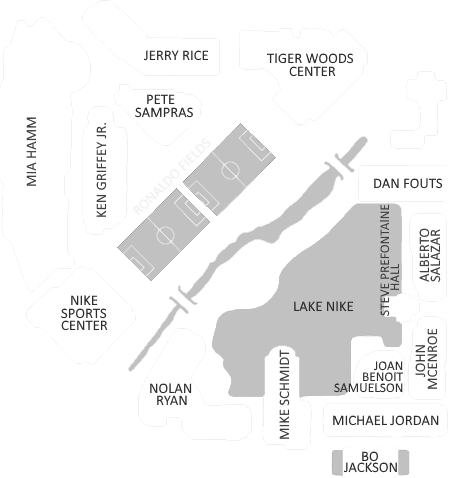 JERRY RICE
TIGER WOODS
CENTER
PETE
SAMPRAS
MIA HAMM
KEN GRIFFEY JR.
RONALDO FIELDS
DAN FOUTS
STEVE PREFONTAINE
HALL
ALBERTO
SALAZAR
NIKE
SPORTS
CENTER
LAKE NIKE
JOHN
MCENROE
JOAN
BENOIT
SAMUELSON
NOLAN
RYAN
MIKE SCHMIDT
MICHAEL JORDAN
BO
JACKSON